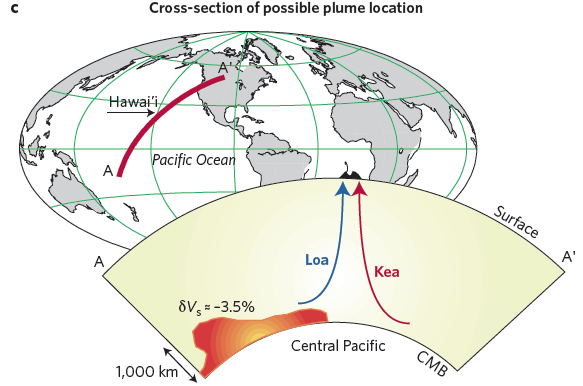 c Cross-section of possible plume location
A'
Hawai'i
Pacific Ocean
A
Surface
A
A'
Loa
Kea
δVs ≈ –3.5%
Central Pacific
CMB
1,000 km